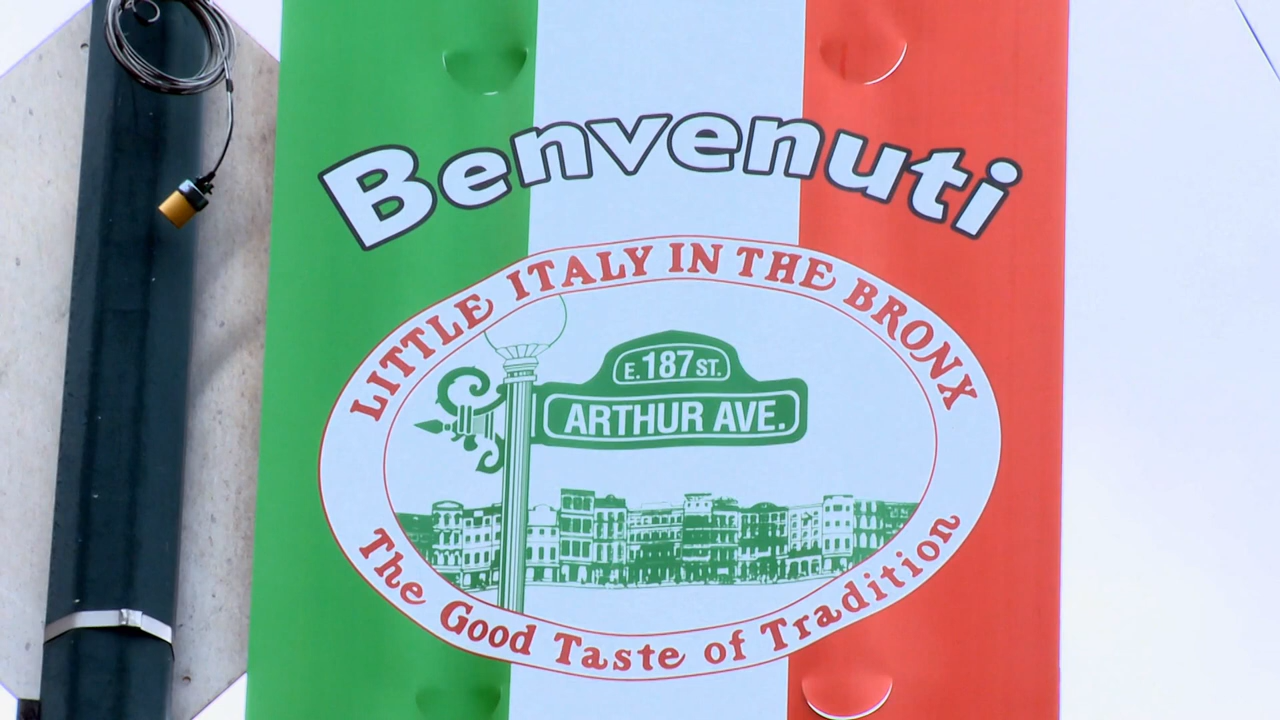 Benvenuti
LITTLE ITALY IN THE BRONX
E. 187 ST.
ARTHUR AVE.
The Good Taste of Tradition